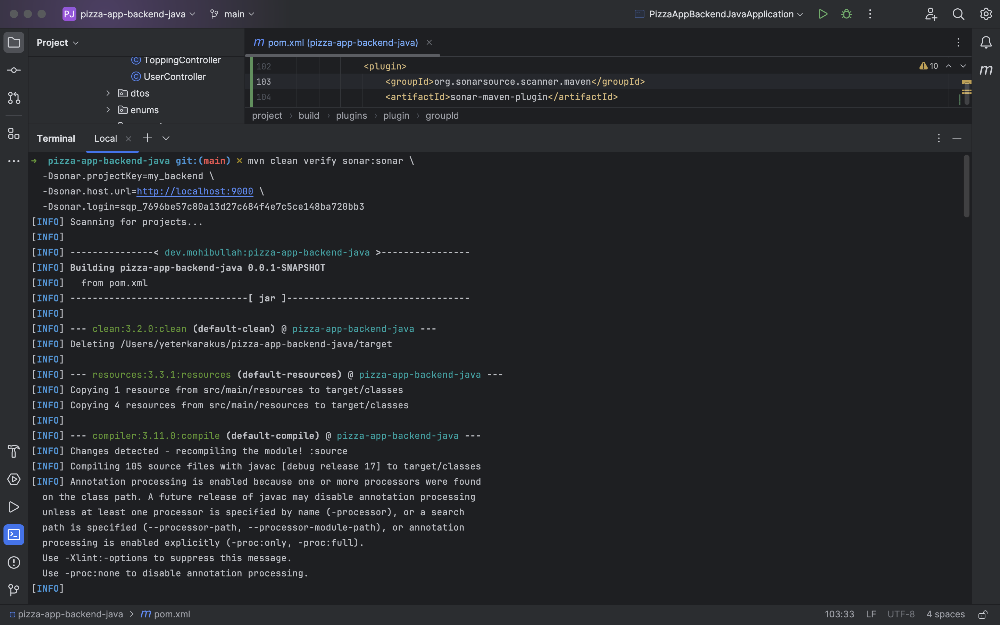 PJ pizza-app-backend-java main PizzaAppBackendJavaApplication
Project
m pom.xml (pizza-app-backend-java)
ToppingController
UserController
dtos
enums
102 <plugin>
103 <groupId>org.sonarsource.scanner.maven</groupId>
104 <artifactId>sonar-maven-plugin</artifactId>
10
m
project › build › plugins › plugin › groupId
Terminal Local
➜ pizza-app-backend-java git:(main) ✗ mvn clean verify sonar:sonar \
-Dsonar.projectKey=my_backend \
-Dsonar.host.url=http://localhost:9000 \
-Dsonar.login=sqp_7696be57c80a13d27c684f4e7c5ce148ba720bb3
[INFO] Scanning for projects...
[INFO]
[INFO] ---------------< dev.mohibullah:pizza-app-backend-java >----------------
[INFO] Building pizza-app-backend-java 0.0.1-SNAPSHOT
[INFO]   from pom.xml
[INFO] --------------------------------[ jar ]---------------------------------
[INFO]
[INFO] --- clean:3.2.0:clean (default-clean) @ pizza-app-backend-java ---
[INFO] Deleting /Users/yeterkarakus/pizza-app-backend-java/target
[INFO]
[INFO] --- resources:3.3.1:resources (default-resources) @ pizza-app-backend-java ---
[INFO] Copying 1 resource from src/main/resources to target/classes
[INFO] Copying 4 resources from src/main/resources to target/classes
[INFO]
[INFO] --- compiler:3.11.0:compile (default-compile) @ pizza-app-backend-java ---
[INFO] Changes detected - recompiling the module! :source
[INFO] Compiling 105 source files with javac [debug release 17] to target/classes
[INFO] Annotation processing is enabled because one or more processors were found
on the class path. A future release of javac may disable annotation processing
unless at least one processor is specified by name (-processor), or a search
path is specified (--processor-path, --processor-module-path), or annotation
processing is enabled explicitly (-proc:only, -proc:full).
Use -Xlint:-options to suppress this message.
Use -proc:none to disable annotation processing.
[INFO]
pizza-app-backend-java › m pom.xml 103:33 LF UTF-8 4 spaces